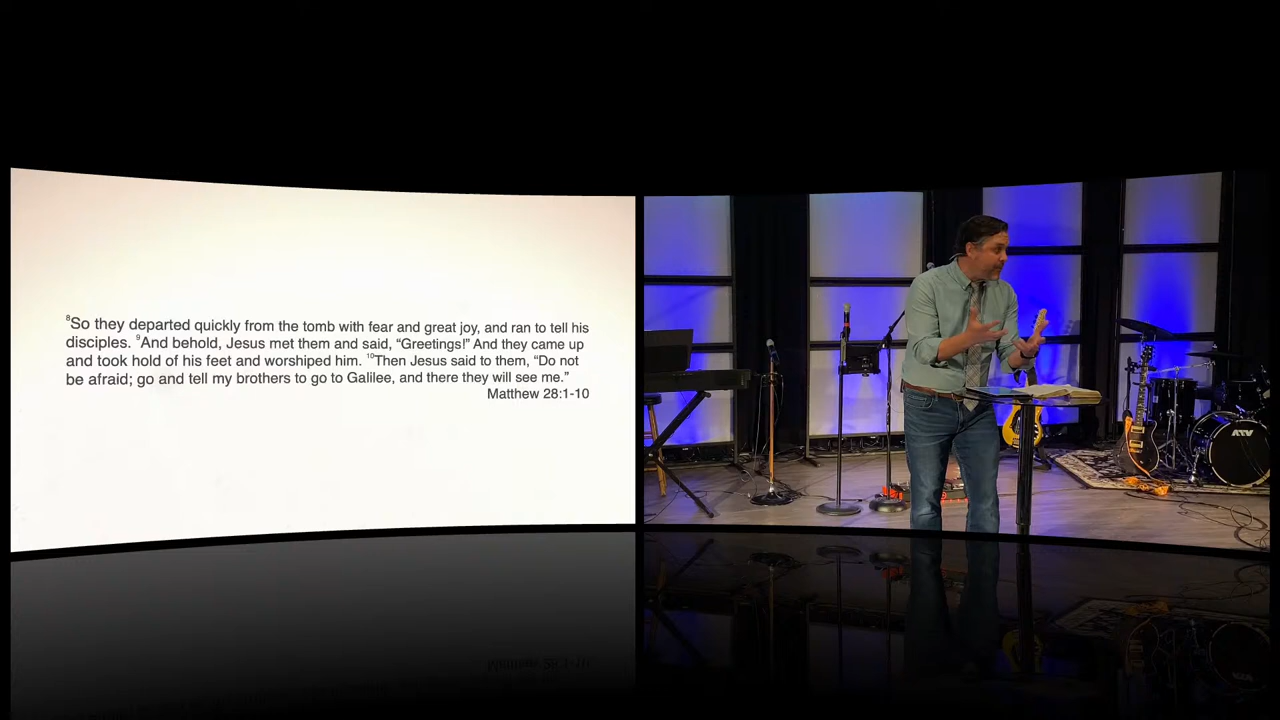 ⁸So they departed quickly from the tomb with fear and great joy, and ran to tell his
disciples. ⁹And behold, Jesus met them and said, “Greetings!” And they came up
and took hold of his feet and worshiped him. ¹⁰Then Jesus said to them, “Do not
be afraid; go and tell my brothers to go to Galilee, and there they will see me.”
Matthew 28:1-10
ATV